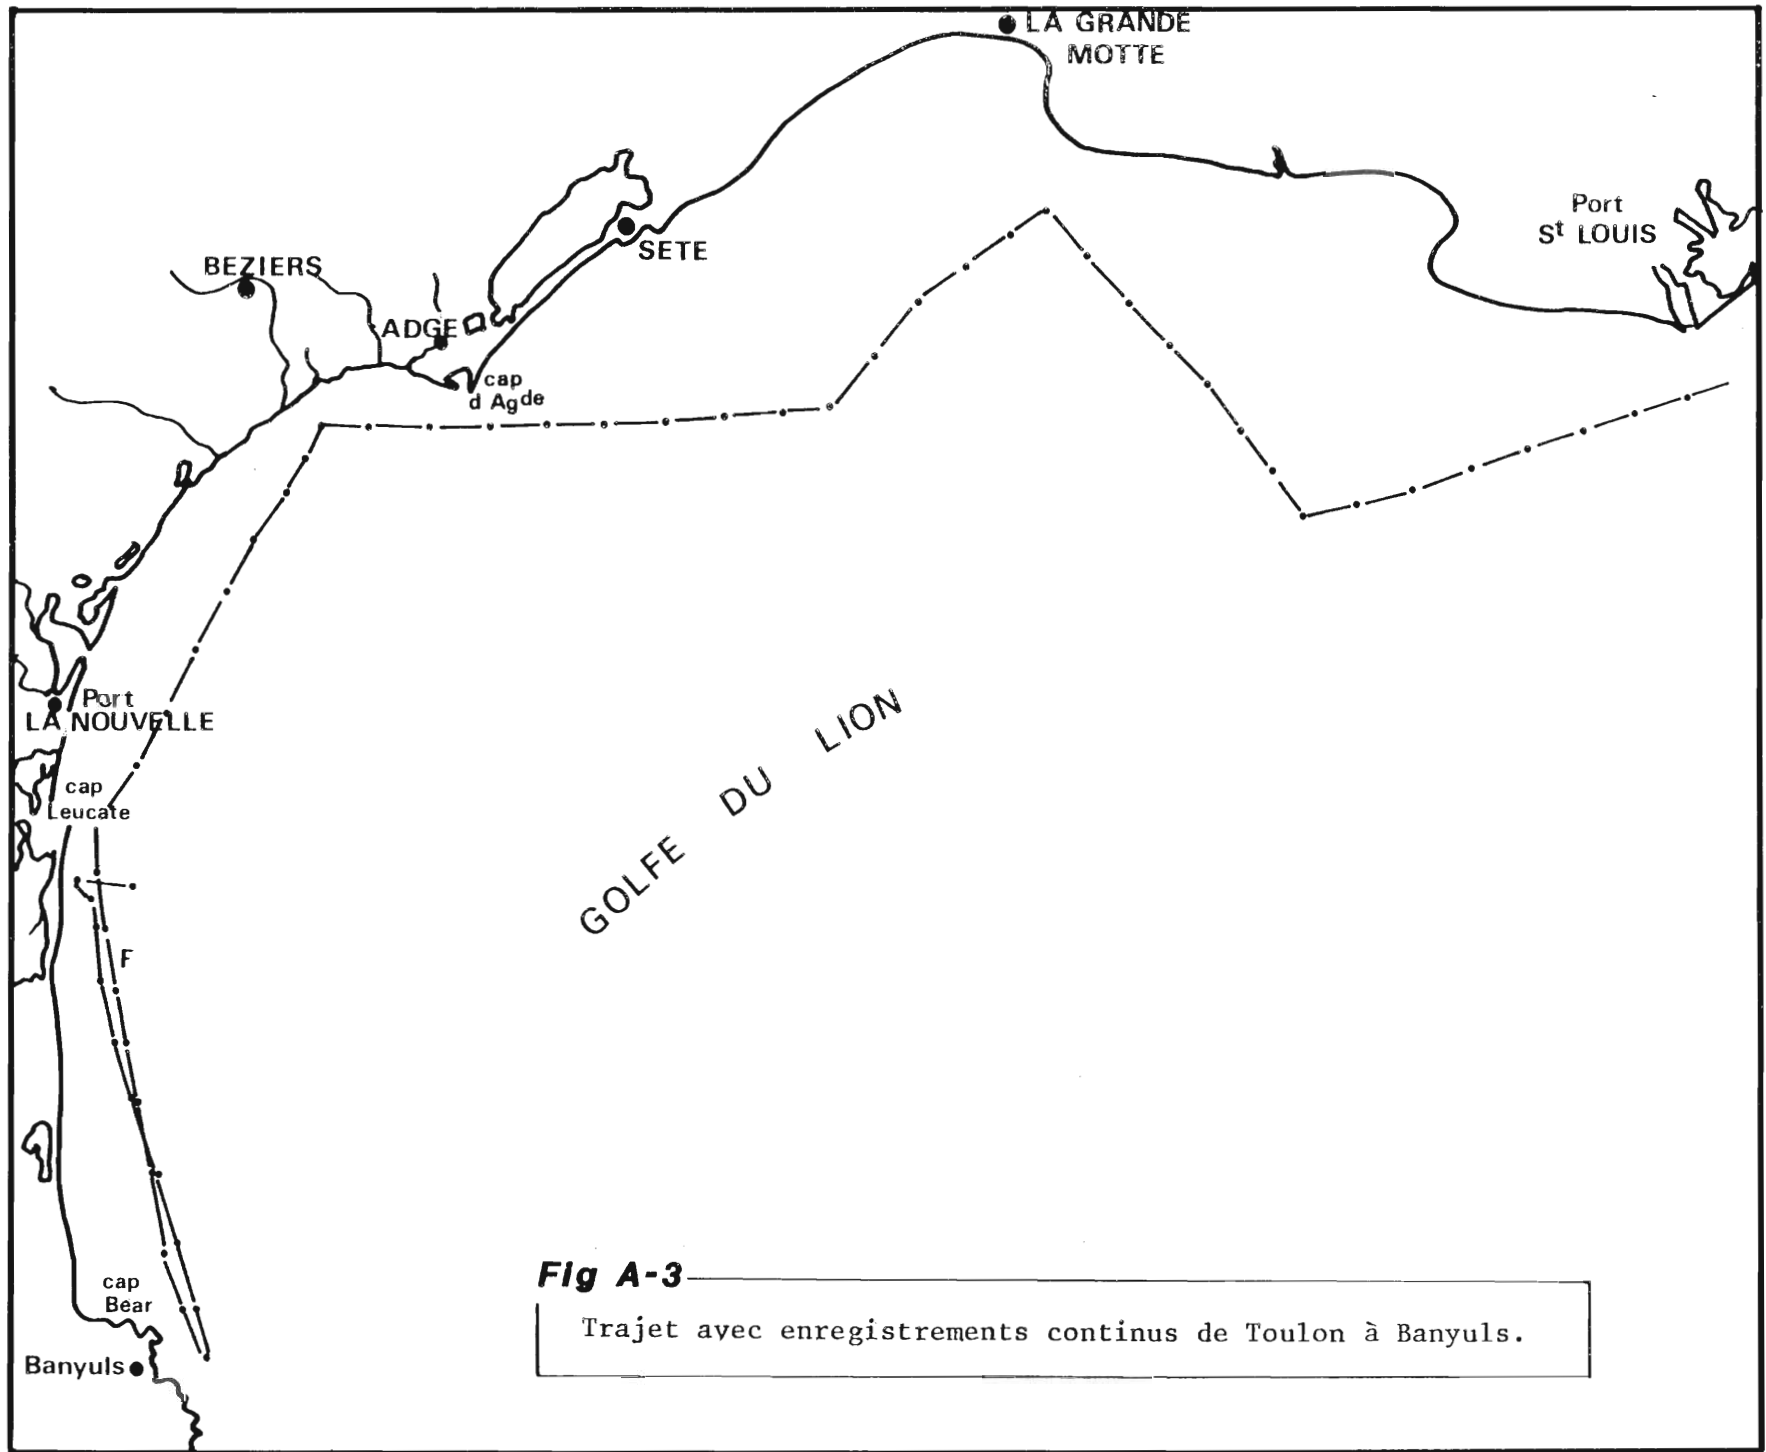 LA GRANDE
MOTTE
Port
St LOUIS
SETE
BEZIERS
ADGE
cap
d Agde
Port
LA NOUVELLE
cap
Leucate
GOLFE DU LION
F
cap
Béar
Banyuls
Fig A-3
Trajet avec enregistrements continus de Toulon à Banyuls.